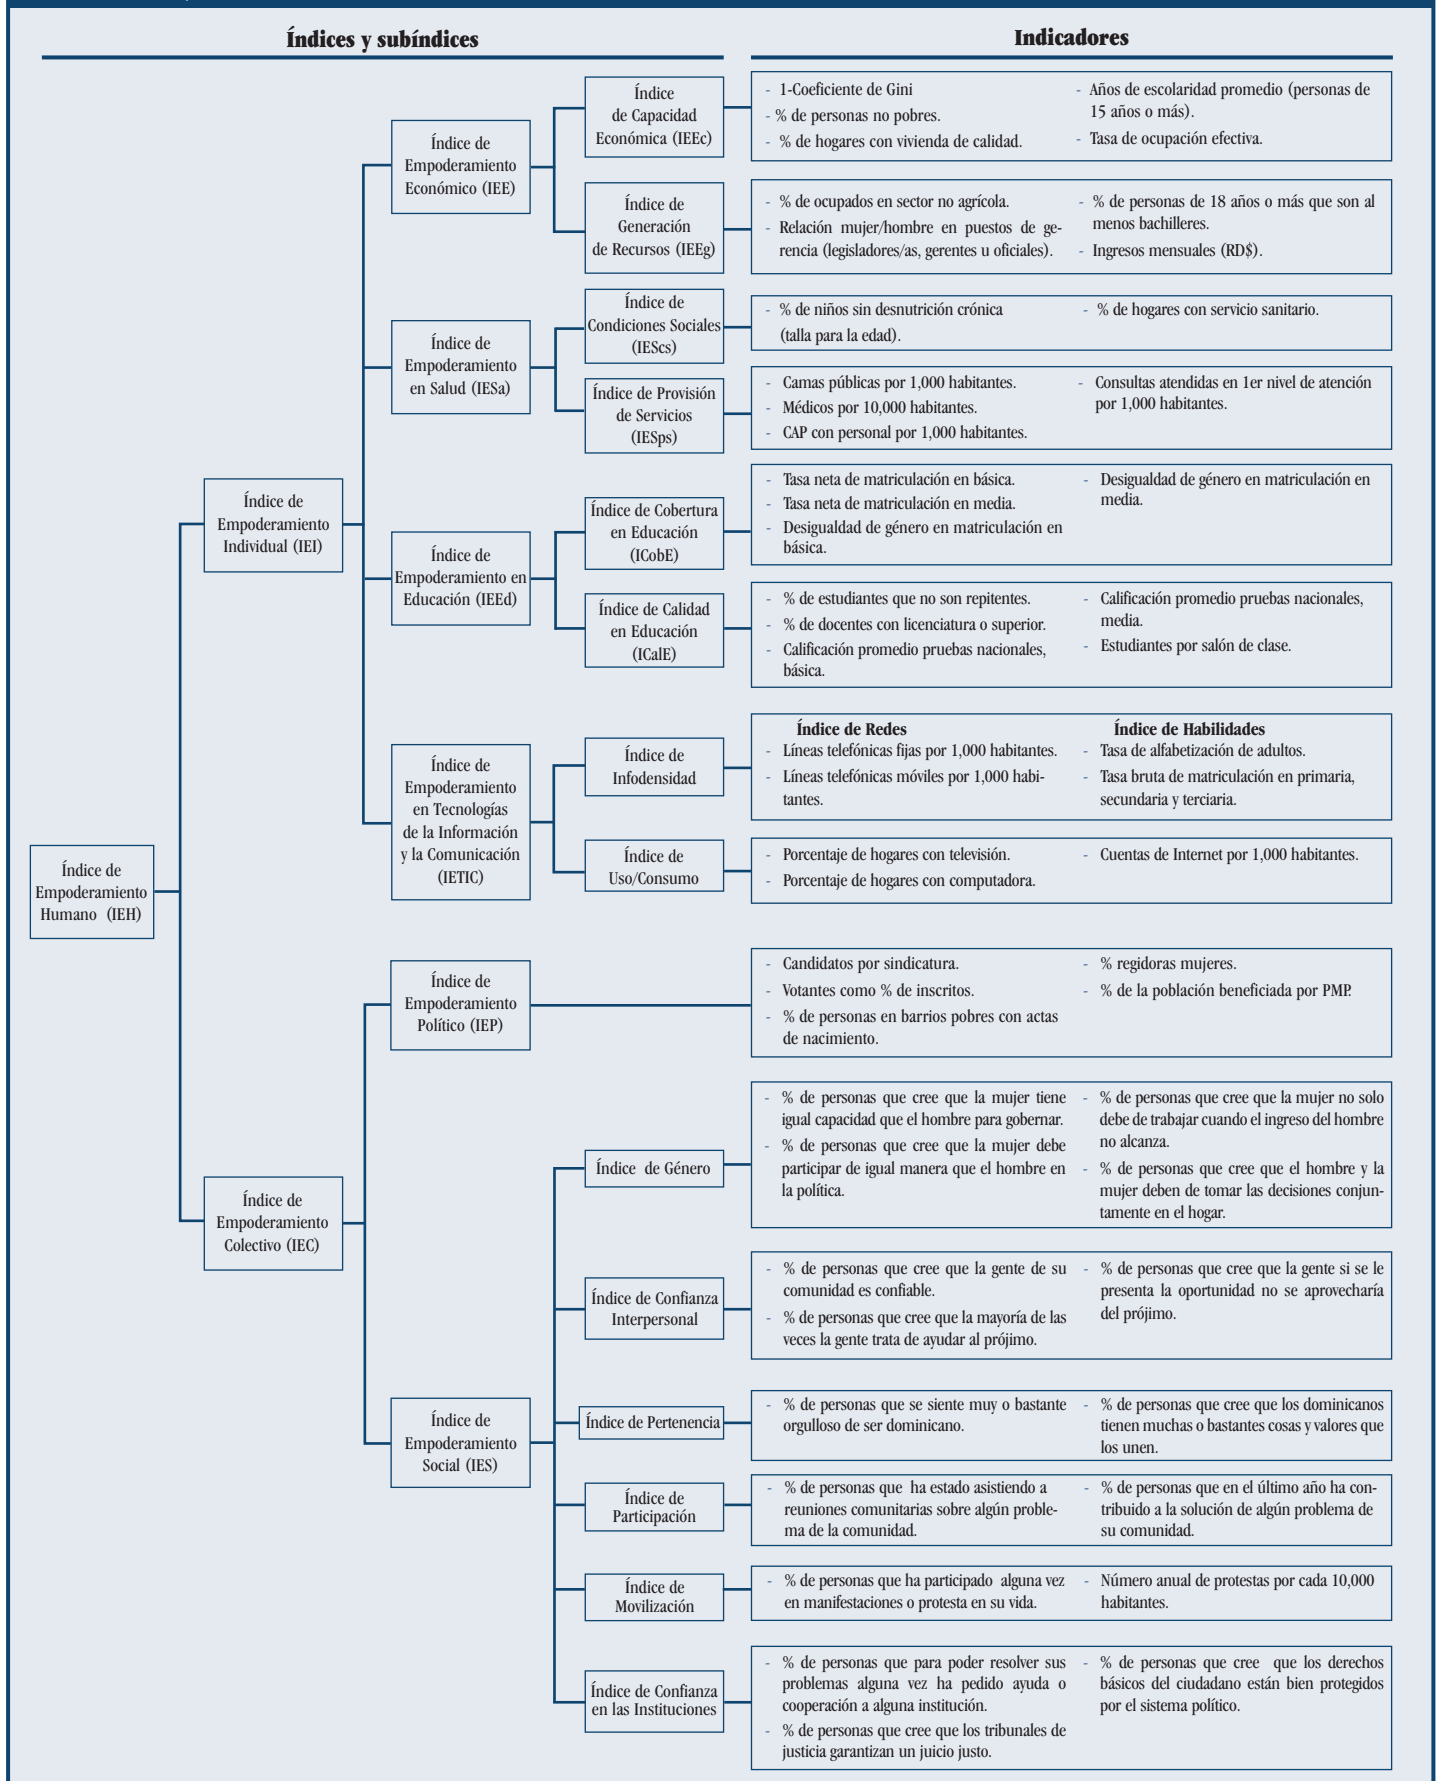 Índices y subíndices
Indicadores
Índice de
Empoderamiento
Humano (IEH)
Índice de
Empoderamiento
Individual (IEI)
Índice de
Empoderamiento
Económico (IEE)
Índice
de Capacidad
Económica (IEEc)
- 1-Coeficiente de Gini
- % de personas no pobres.
- % de hogares con vivienda de calidad.
- Años de escolaridad promedio (personas de
15 años o más).
- Tasa de ocupación efectiva.
Índice de
Generación
de Recursos (IEEg)
- % de ocupados en sector no agrícola.
- Relación mujer/hombre en puestos de ge-
rencia (legisladores/as, gerentes u oficiales).
- % de personas de 18 años o más que son al
menos bachilleres.
- Ingresos mensuales (RD$).
Índice de
Empoderamiento
en Salud (IESa)
Índice de
Condiciones Sociales
(IEScs)
- % de niños sin desnutrición crónica
(talla para la edad).
- % de hogares con servicio sanitario.
Índice de Provisión
de Servicios
(IESps)
- Camas públicas por 1,000 habitantes.
- Médicos por 10,000 habitantes.
- CAP con personal por 1,000 habitantes.
- Consultas atendidas en 1er nivel de atención
por 1,000 habitantes.
Índice de
Empoderamiento en
Educación (IEEd)
Índice de Cobertura
en Educación
(ICobE)
- Tasa neta de matriculación en básica.
- Tasa neta de matriculación en media.
- Desigualdad de género en matriculación en
básica.
- Desigualdad de género en matriculación en
media.
Índice de Calidad
en Educación
(ICalE)
- % de estudiantes que no son repitentes.
- % de docentes con licenciatura o superior.
- Calificación promedio pruebas nacionales,
básica.
- Calificación promedio pruebas nacionales,
media.
- Estudiantes por salón de clase.
Índice de
Empoderamiento
en Tecnologías
de la Información
y la Comunicación
(IETIC)
Índice de
Infodensidad
Índice de Redes
- Líneas telefónicas fijas por 1,000 habitantes.
- Líneas telefónicas móviles por 1,000 habi-
tantes.
Índice de Habilidades
- Tasa de alfabetización de adultos.
- Tasa bruta de matriculación en primaria,
secundaria y terciaria.
Índice de
Uso/Consumo
- Porcentaje de hogares con televisión.
- Porcentaje de hogares con computadora.
- Cuentas de Internet por 1,000 habitantes.
Índice de
Empoderamiento
Colectivo (IEC)
Índice de
Empoderamiento
Político (IEP)
- Candidatos por sindicatura.
- Votantes como % de inscritos.
- % de personas en barrios pobres con actas
de nacimiento.
- % regidoras mujeres.
- % de la población beneficiada por PMP.
Índice de
Empoderamiento
Social (IES)
Índice de Género
- % de personas que cree que la mujer tiene
igual capacidad que el hombre para gobernar.
- % de personas que cree que la mujer debe
participar de igual manera que el hombre en
la política.
- % de personas que cree que la mujer no solo
debe de trabajar cuando el ingreso del hombre
no alcanza.
- % de personas que cree que el hombre y la
mujer deben de tomar las decisiones conjun-
tamente en el hogar.
Índice de Confianza
Interpersonal
- % de personas que cree que la gente de su
comunidad es confiable.
- % de personas que cree que la mayoría de las
veces la gente trata de ayudar al prójimo.
- % de personas que cree que la gente si se le
presenta la oportunidad no se aprovecharía
del prójimo.
Índice de Pertenencia
- % de personas que se siente muy o bastante
orgulloso de ser dominicano.
- % de personas que cree que los dominicanos
tienen muchas o bastantes cosas y valores que
los unen.
Índice de
Participación
- % de personas que ha estado asistiendo a
reuniones comunitarias sobre algún proble-
ma de la comunidad.
- % de personas que en el último año ha con-
tribuido a la solución de algún problema de
su comunidad.
Índice de
Movilización
- % de personas que ha participado alguna vez
en manifestaciones o protesta en su vida.
- Número anual de protestas por cada 10,000
habitantes.
Índice de Confianza
en las Instituciones
- % de personas que para poder resolver sus
problemas alguna vez ha pedido ayuda o
cooperación a alguna institución.
- % de personas que cree que los tribunales de
justicia garantizan un juicio justo.
- % de personas que cree que los derechos
básicos del ciudadano están bien protegidos
por el sistema político.